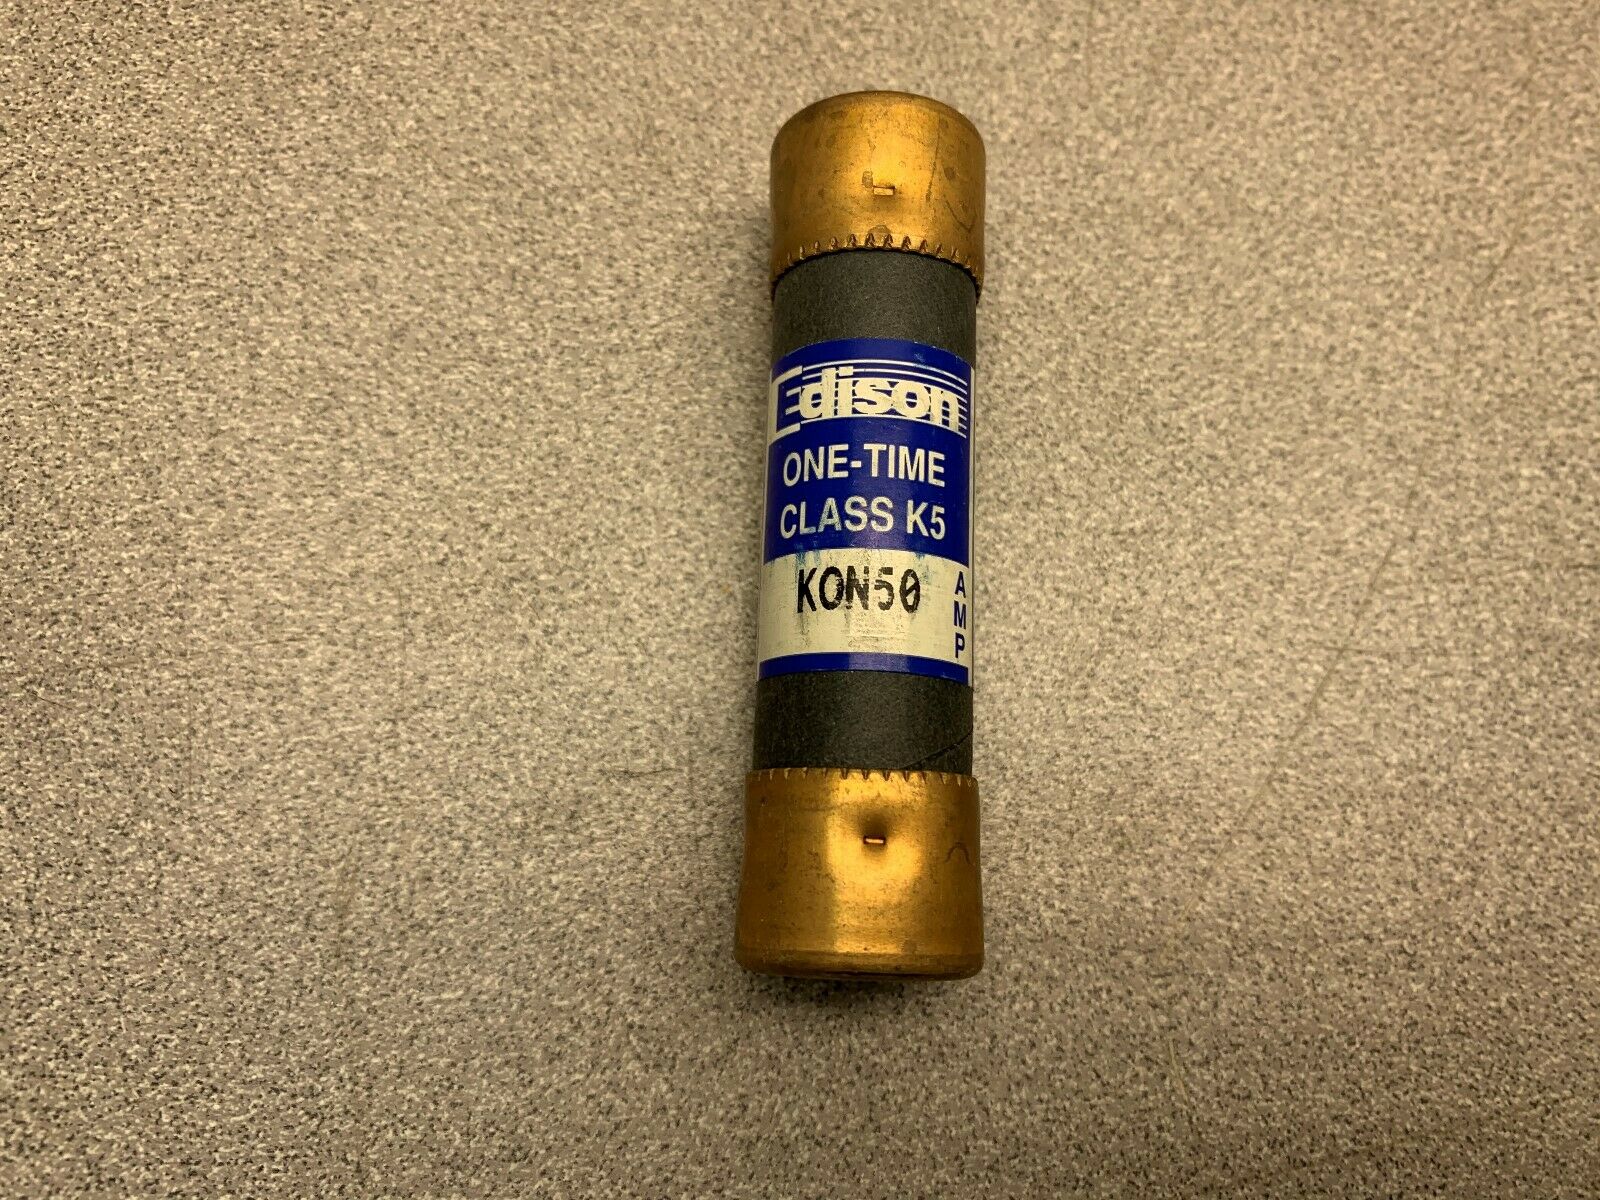 Edison
ONE-TIME
CLASS K5
KON50
AMP